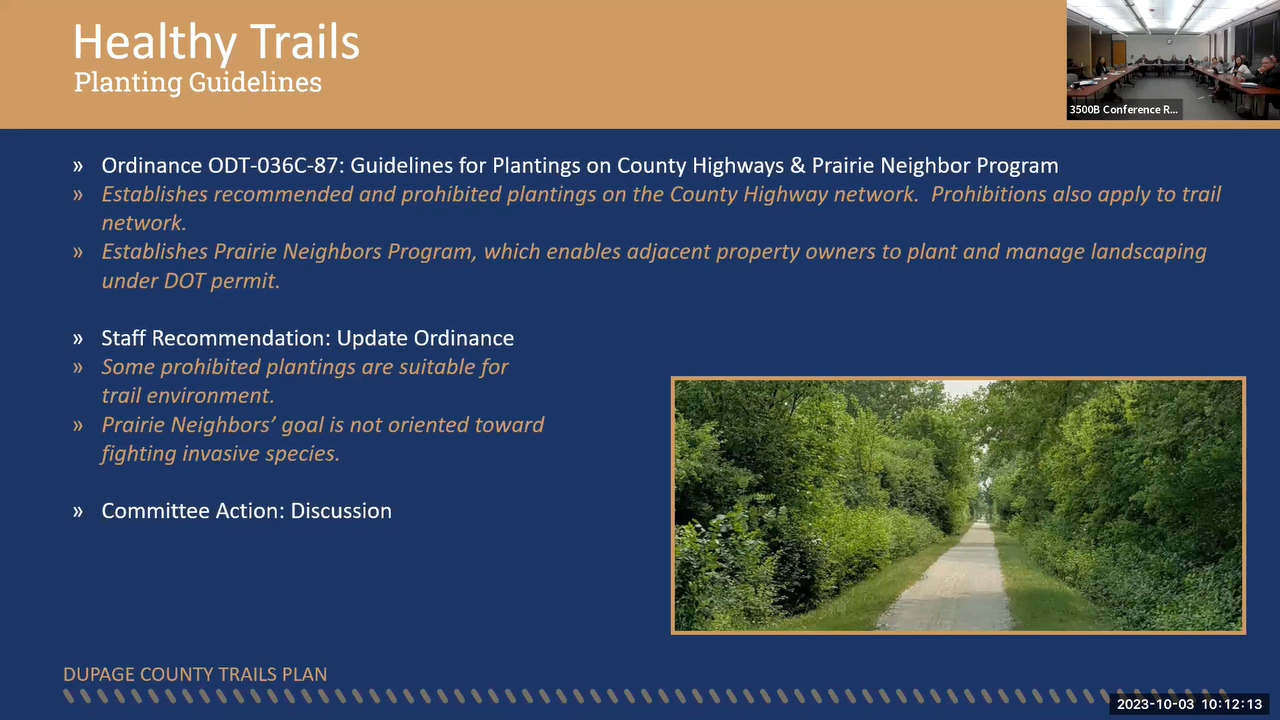 Healthy Trails
Planting Guidelines
3500B Conference R...
» Ordinance ODT-036C-87: Guidelines for Plantings on County Highways & Prairie Neighbor Program
» Establishes recommended and prohibited plantings on the County Highway network. Prohibitions also apply to trail
network.
» Establishes Prairie Neighbors Program, which enables adjacent property owners to plant and manage landscaping
under DOT permit.
» Staff Recommendation: Update Ordinance
» Some prohibited plantings are suitable for
trail environment.
» Prairie Neighbors’ goal is not oriented toward
fighting invasive species.
» Committee Action: Discussion
DUPAGE COUNTY TRAILS PLAN
2023-10-03 10:12:13